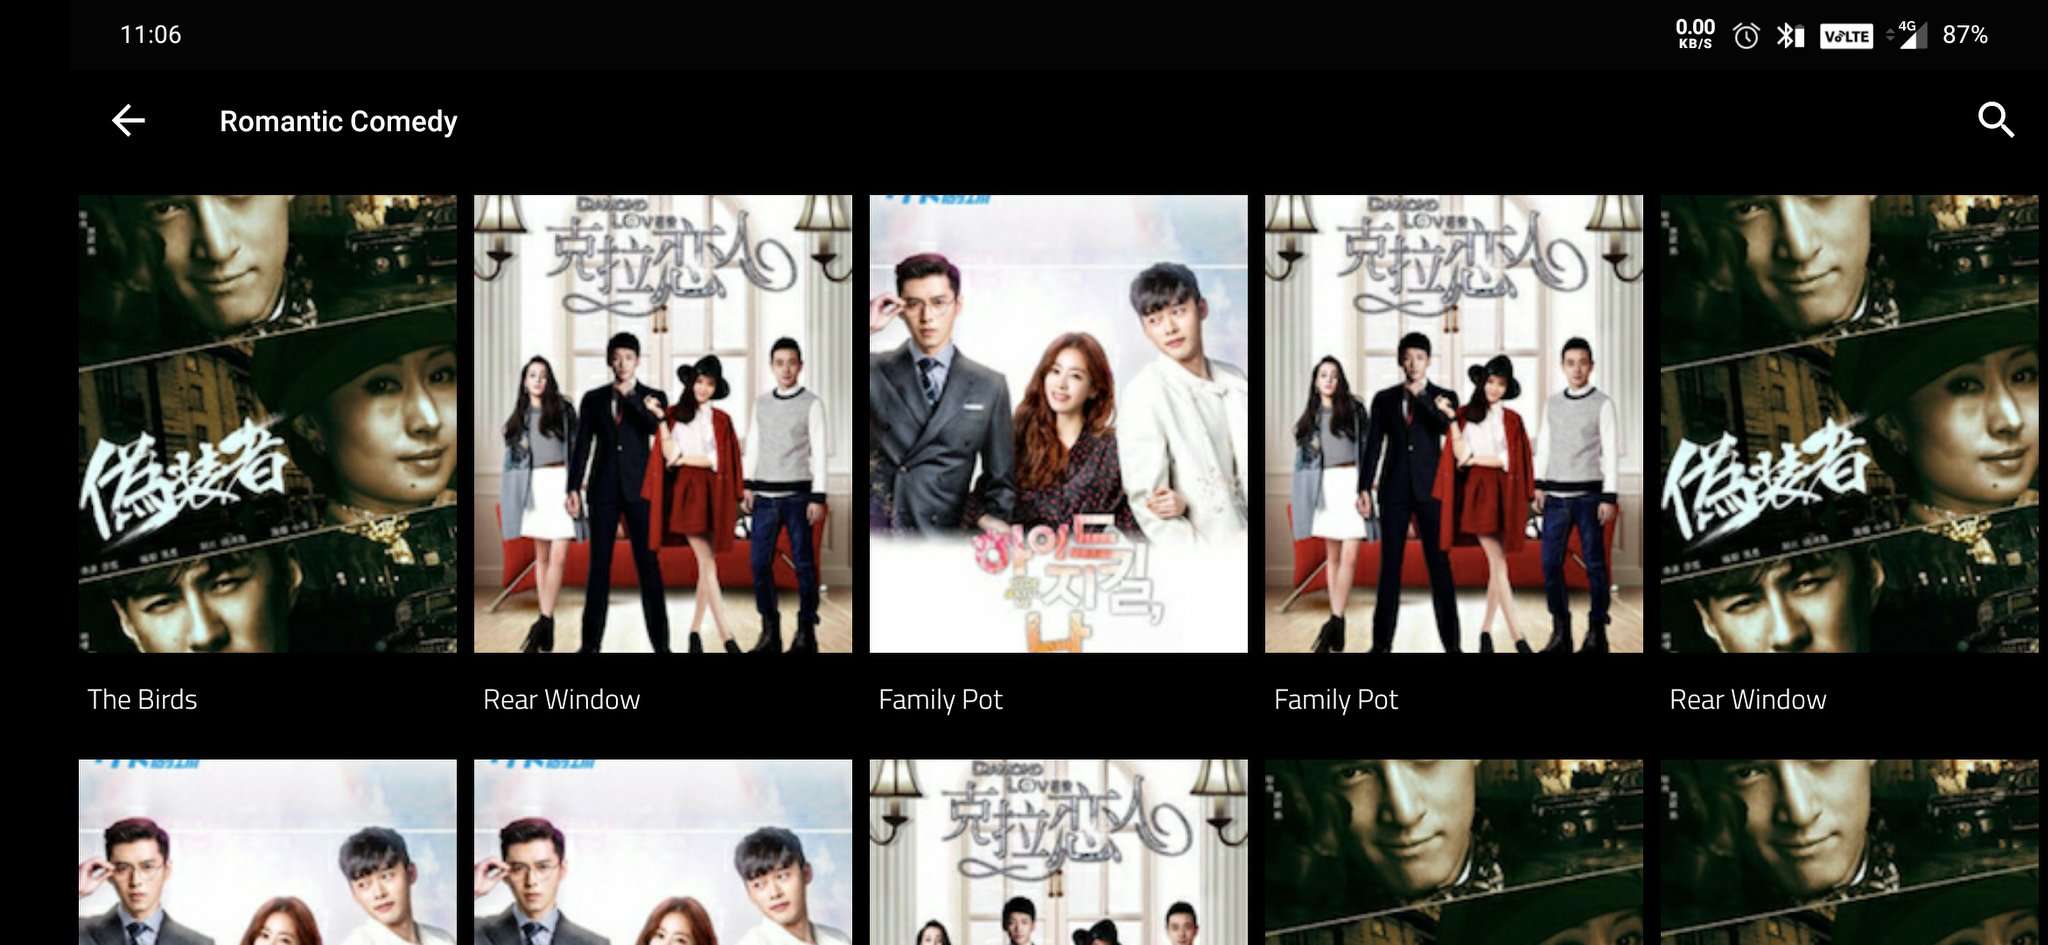 11:06
0.00
KB/S
VoLTE
4G
87%
Romantic Comedy
偽装者
DIAMOND
LOVER
克拉恋人
하이드
지킬,
나
DIAMOND
LOVER
克拉恋人
偽装者
The Birds
Rear Window
Family Pot
Family Pot
Rear Window
DIAMOND
LOVER
克拉恋人